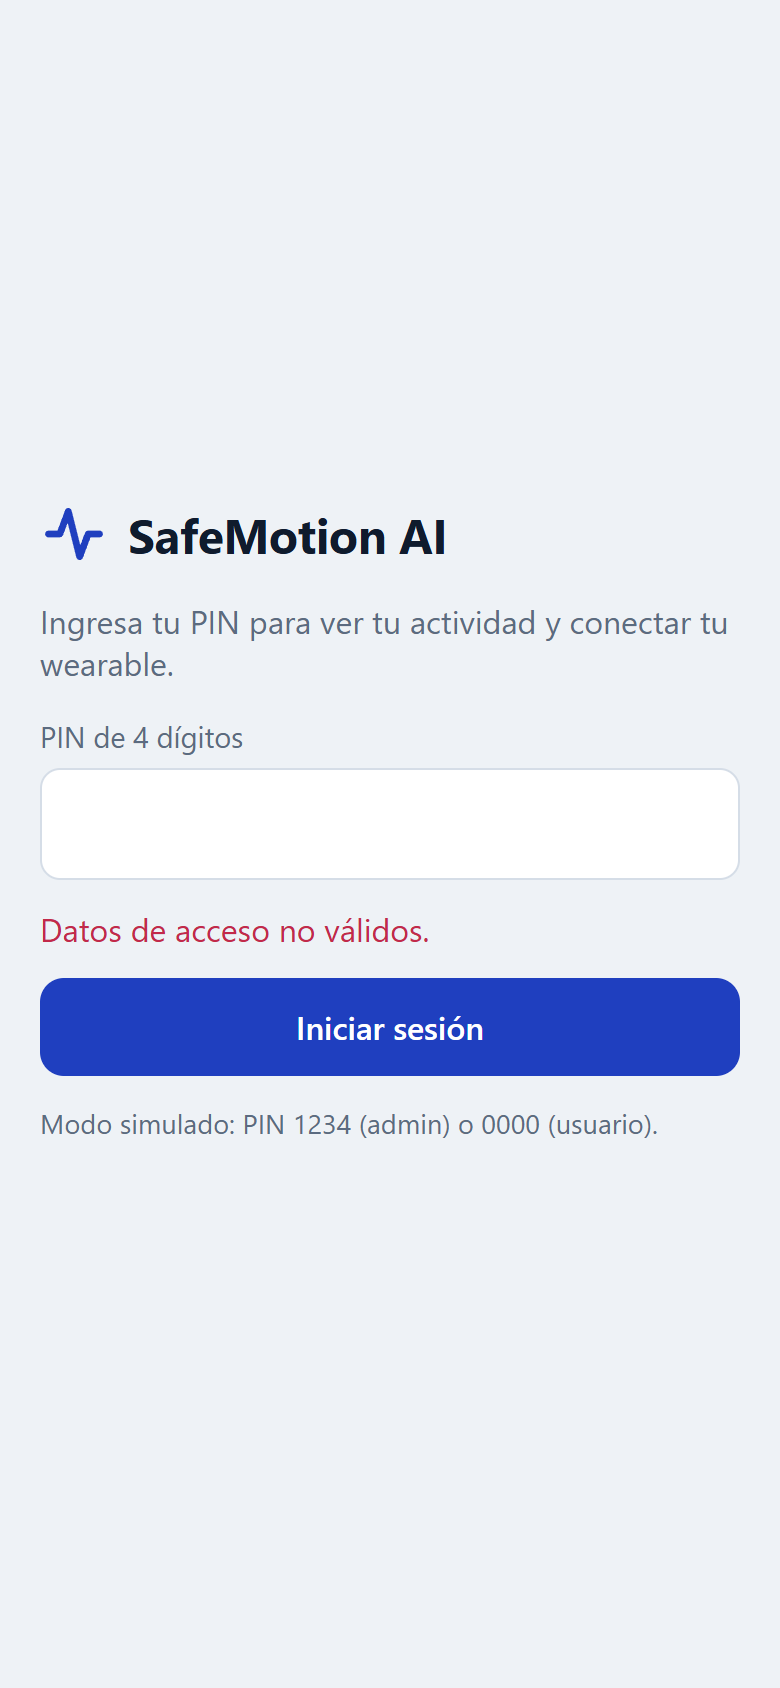 SafeMotion AI
Ingresa tu PIN para ver tu actividad y conectar tu
wearable.
PIN de 4 dígitos
Datos de acceso no válidos.
Iniciar sesión
Modo simulado: PIN 1234 (admin) o 0000 (usuario).